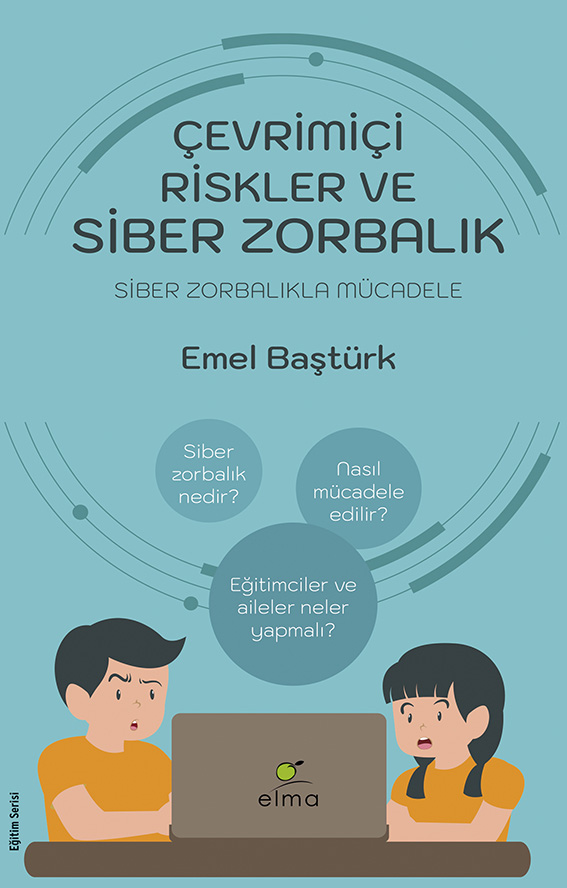 ÇEVRİMİÇİ
RİSKLER VE
SİBER ZORBALIK
SİBER ZORBALIKLA MÜCADELE
Emel Baştürk
Siber
zorbalık
nedir?
Nasıl
mücadele
edilir?
Eğitimciler ve
aileler neler
yapmalı?
elma
Eğitim Serisi